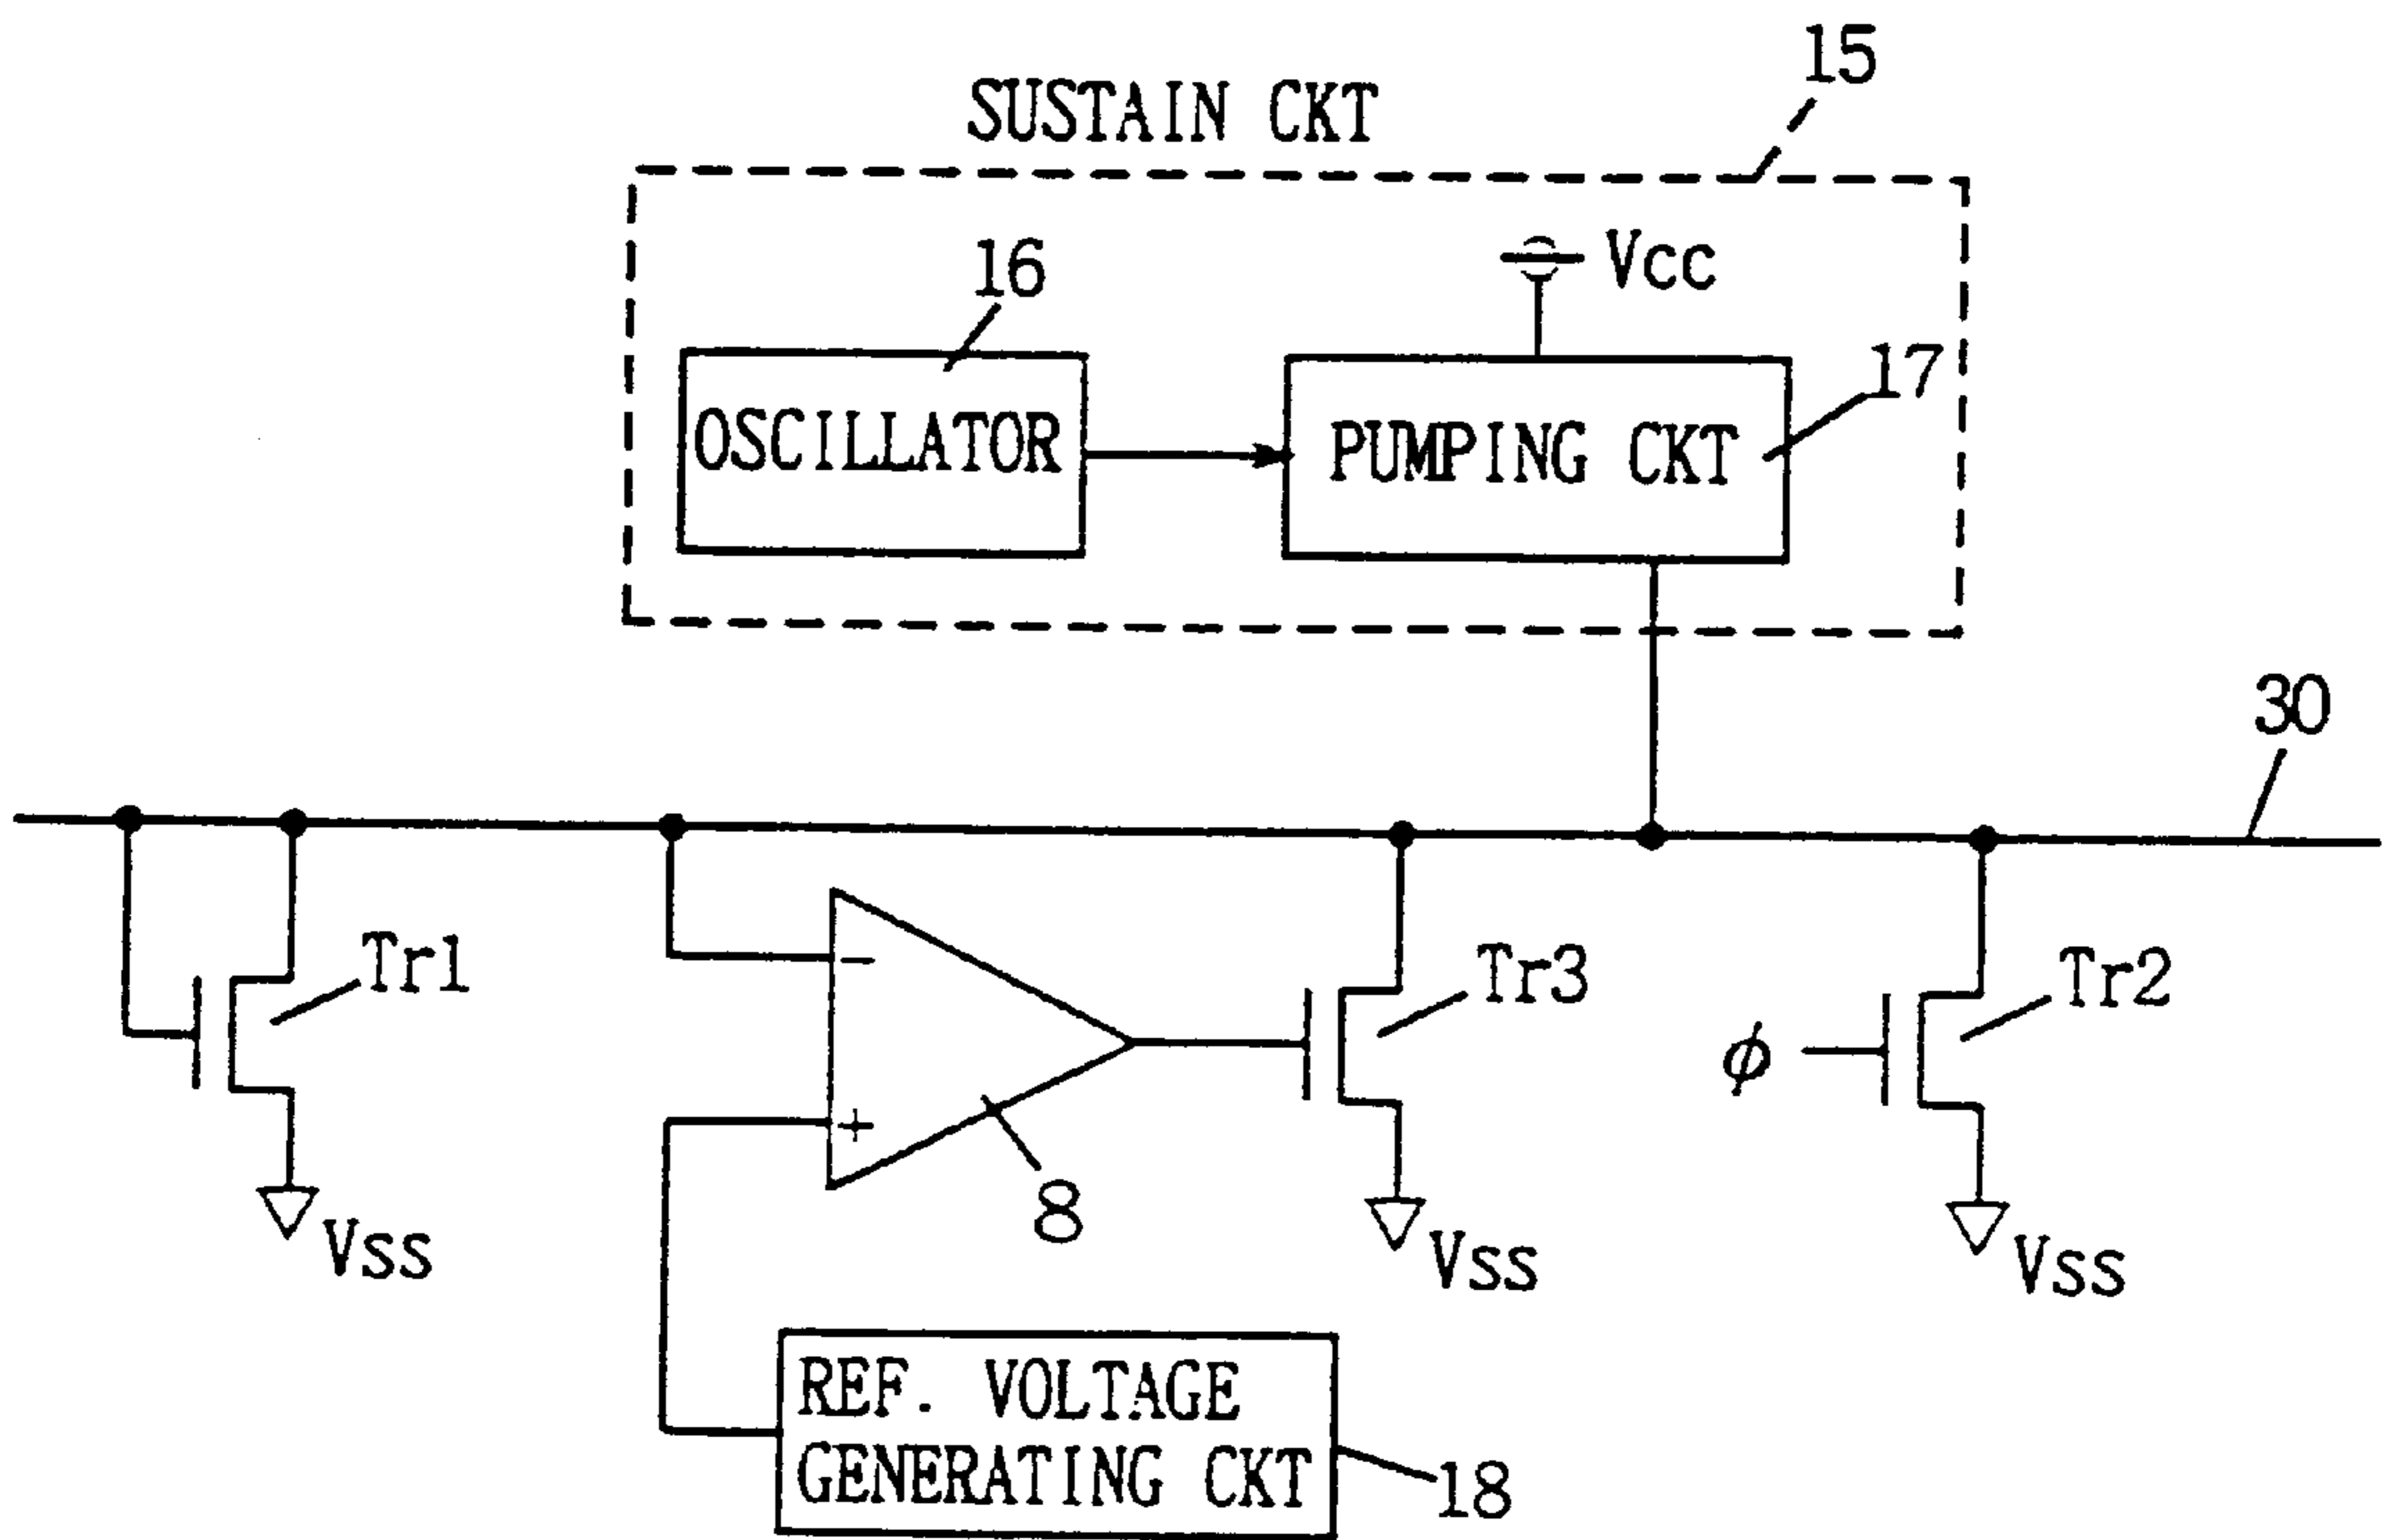 15
SUSTAIN CKT
16
Vcc
17
OSCILLATOR
PUMPING CKT
30
Tr1
Tr3
Tr2
-
+
ϕ
8
Vss
Vss
Vss
REF. VOLTAGE
GENERATING CKT
18